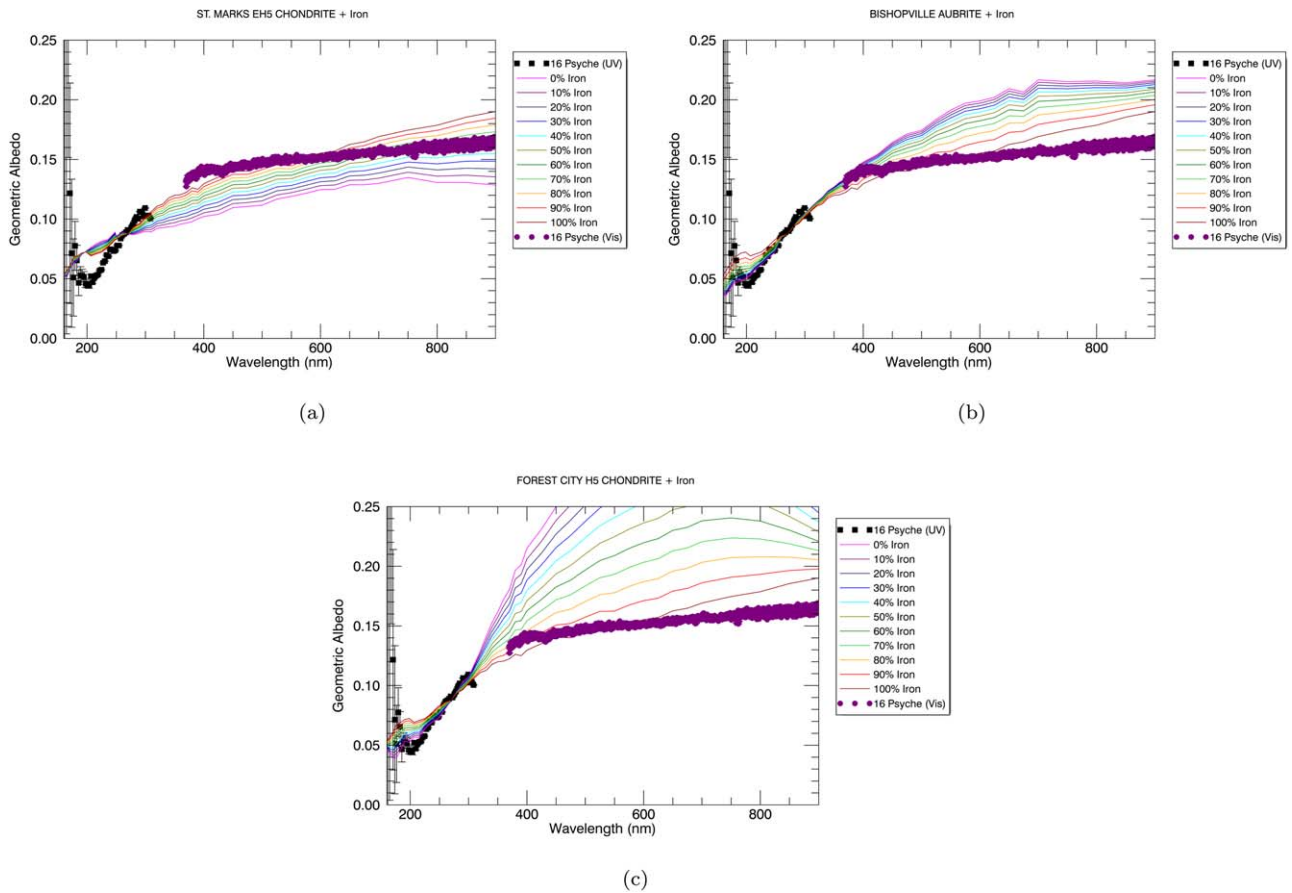 ST. MARKS EH5 CHONDRITE + Iron
Geometric Albedo
0.25
0.20
0.15
0.10
0.05
0.00
200
400
600
800
Wavelength (nm)
16 Psyche (UV)
0% Iron
10% Iron
20% Iron
30% Iron
40% Iron
50% Iron
60% Iron
70% Iron
80% Iron
90% Iron
100% Iron
16 Psyche (Vis)
(a)
BISHOPVILLE AUBRITE + Iron
Geometric Albedo
0.25
0.20
0.15
0.10
0.05
0.00
200
400
600
800
Wavelength (nm)
16 Psyche (UV)
0% Iron
10% Iron
20% Iron
30% Iron
40% Iron
50% Iron
60% Iron
70% Iron
80% Iron
90% Iron
100% Iron
16 Psyche (Vis)
(b)
FOREST CITY H5 CHONDRITE + Iron
Geometric Albedo
0.25
0.20
0.15
0.10
0.05
0.00
200
400
600
800
Wavelength (nm)
16 Psyche (UV)
0% Iron
10% Iron
20% Iron
30% Iron
40% Iron
50% Iron
60% Iron
70% Iron
80% Iron
90% Iron
100% Iron
16 Psyche (Vis)
(c)